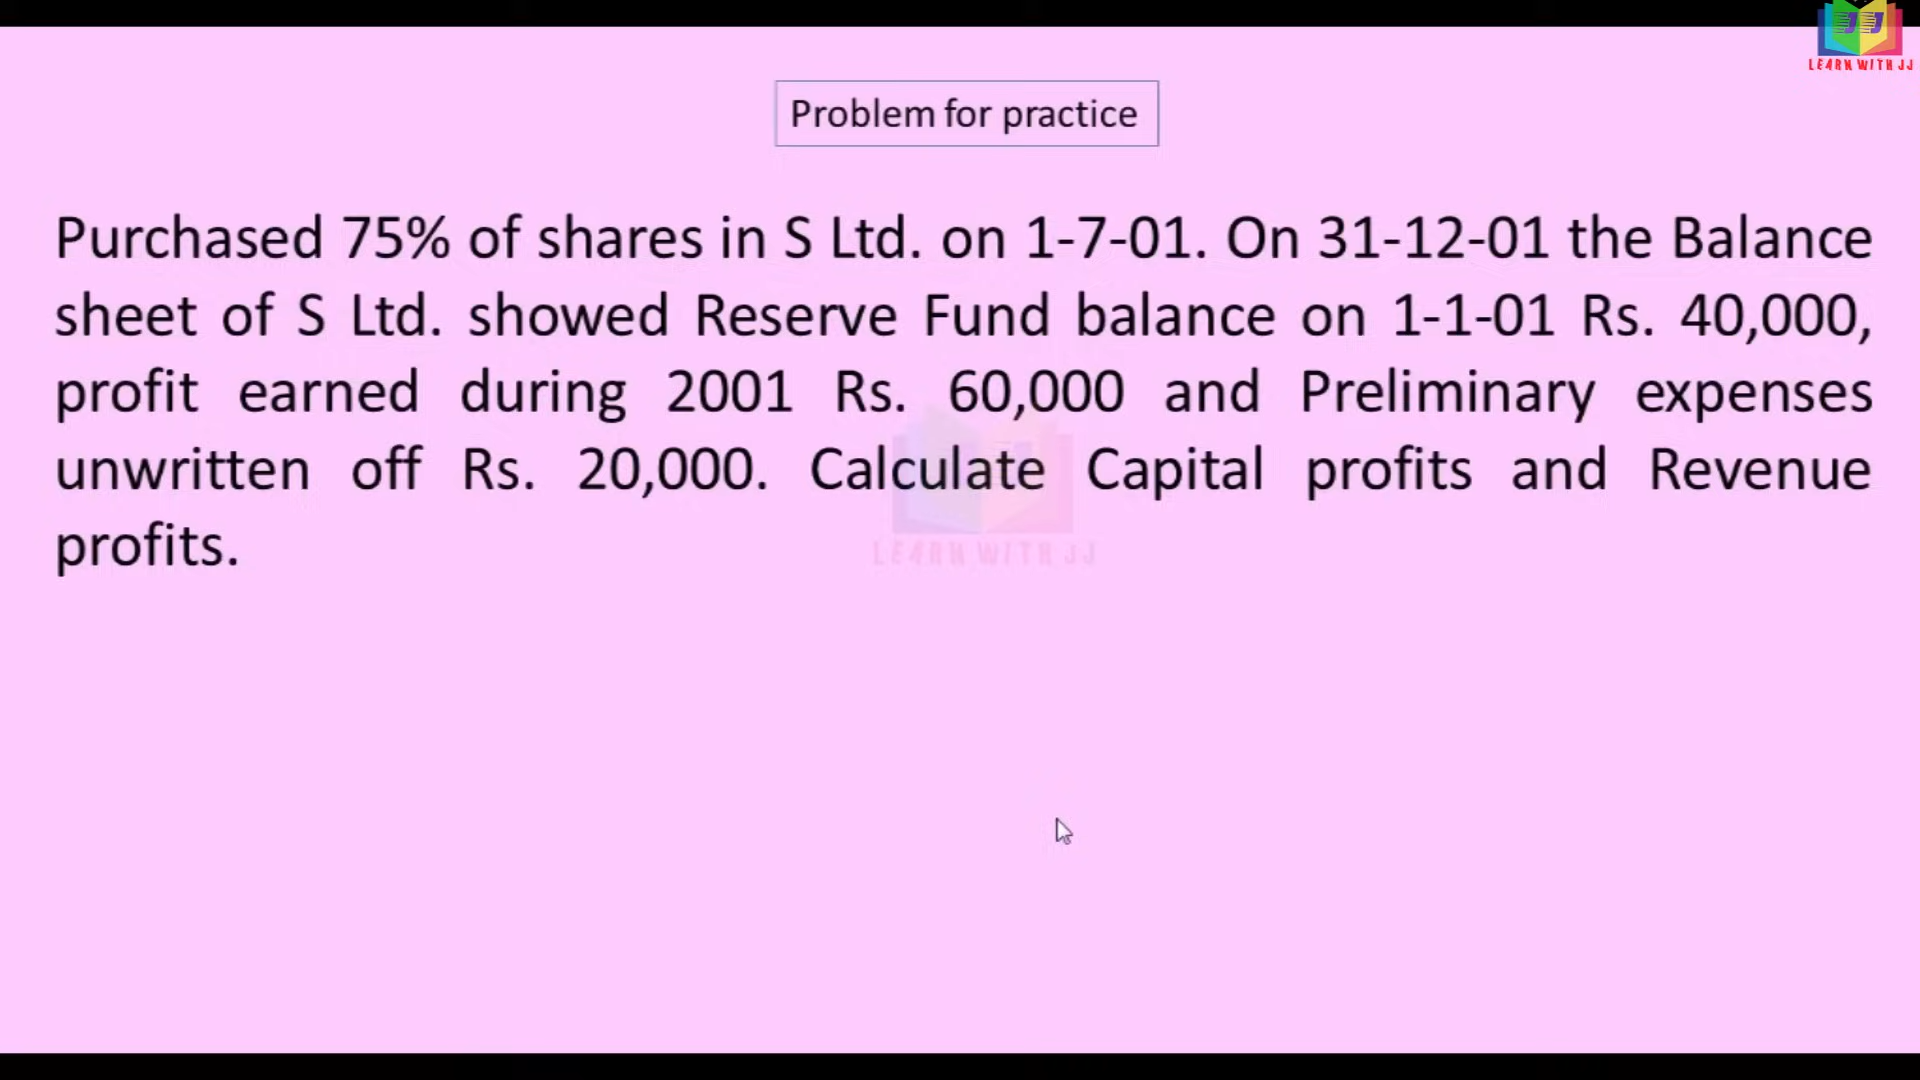 LEARN WITH JJ
Problem for practice
Purchased 75% of shares in S Ltd. on 1-7-01. On 31-12-01 the Balance
sheet of S Ltd. showed Reserve Fund balance on 1-1-01 Rs. 40,000,
profit earned during 2001 Rs. 60,000 and Preliminary expenses
unwritten off Rs. 20,000. Calculate Capital profits and Revenue
profits.
LEARN WITH JJ